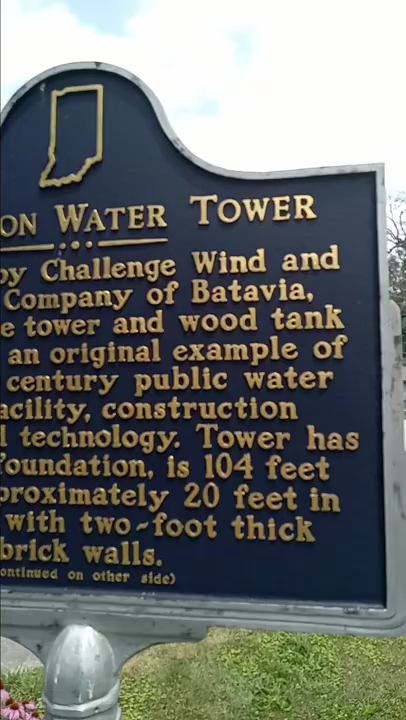 ON WATER TOWER
by Challenge Wind and
Company of Batavia,
e tower and wood tank
an original example of
century public water
acility, construction
l technology. Tower has
foundation, is 104 feet
proximately 20 feet in
with two-foot thick
brick walls.
ontinued on other side)